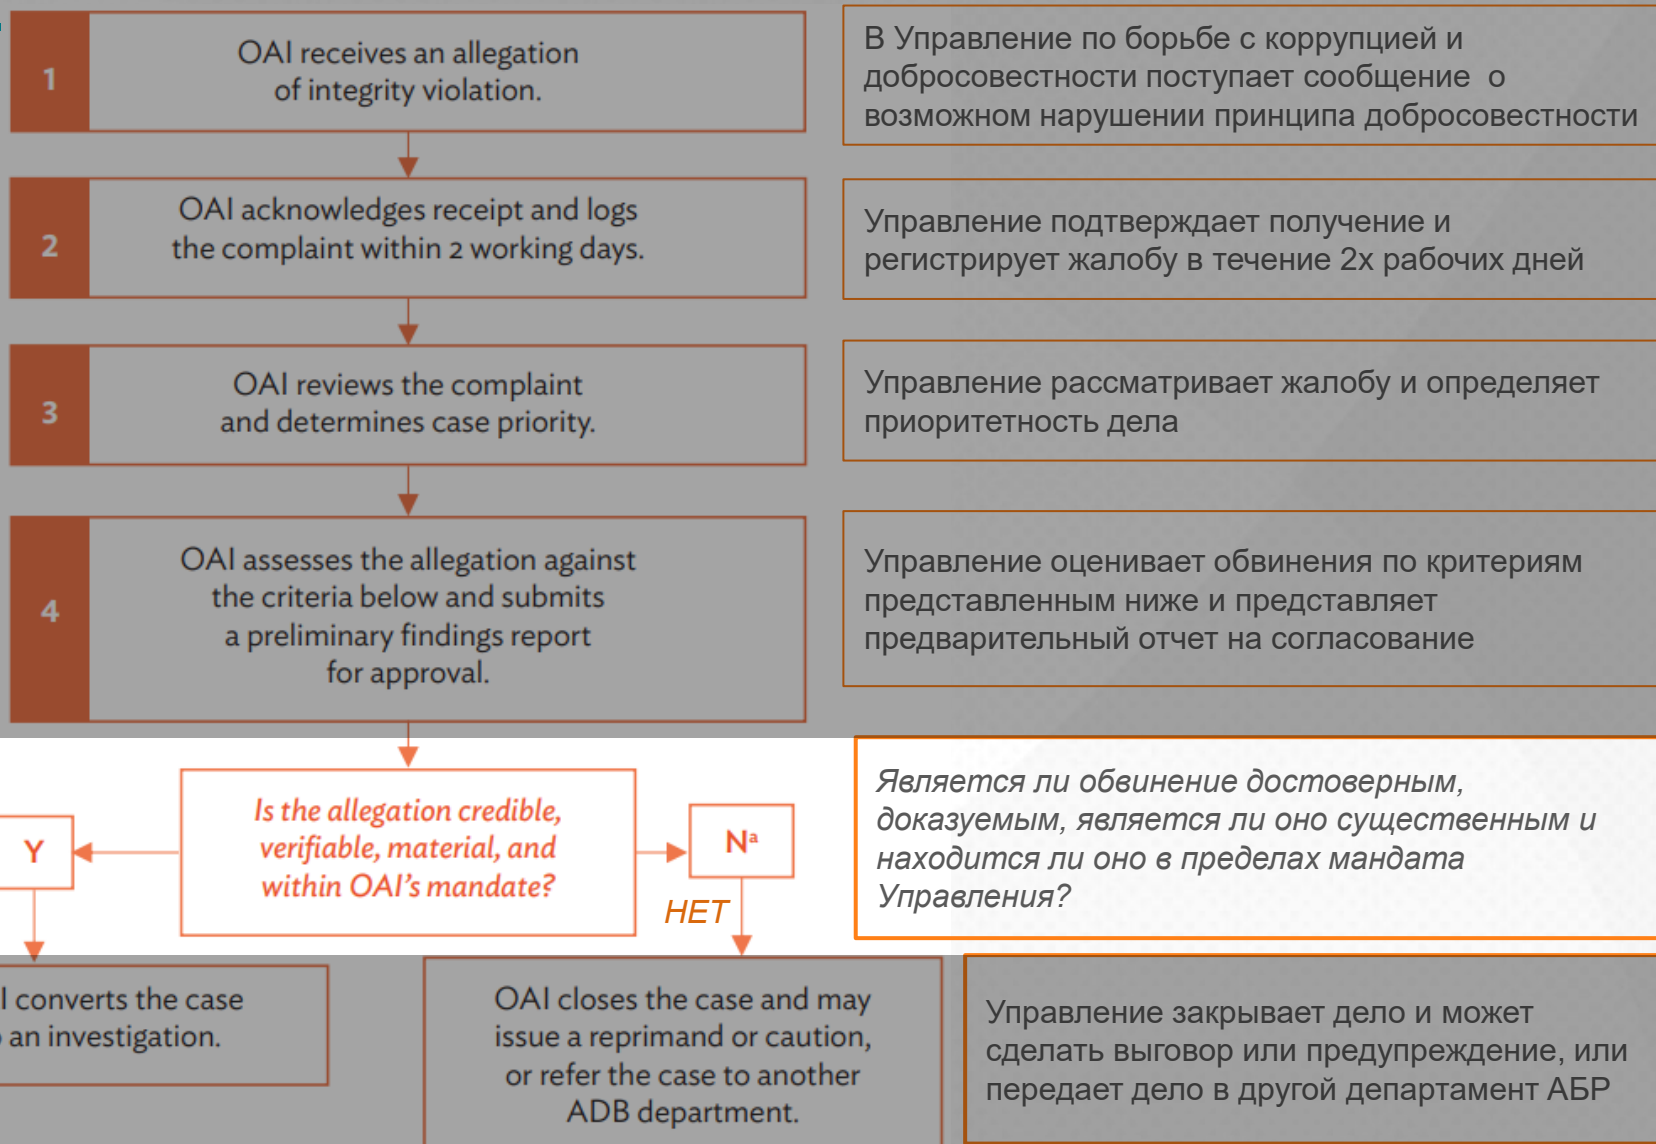 1
OAI receives an allegation
of integrity violation.
В Управление по борьбе с коррупцией и
добросовестности поступает сообщение о
возможном нарушении принципа добросовестности
2
OAI acknowledges receipt and logs
the complaint within 2 working days.
Управление подтверждает получение и
регистрирует жалобу в течение 2х рабочих дней
3
OAI reviews the complaint
and determines case priority.
Управление рассматривает жалобу и определяет
приоритетность дела
4
OAI assesses the allegation against
the criteria below and submits
a preliminary findings report
for approval.
Управление оценивает обвинения по критериям
представленным ниже и представляет
предварительный отчет на согласование
Y
Is the allegation credible,
verifiable, material, and
within OAI’s mandate?
Nª
НЕТ
Является ли обвинение достоверным,
доказуемым, является ли оно существенным и
находится ли оно в пределах мандата
Управления?
I converts the case
an investigation.
OAI closes the case and may
issue a reprimand or caution,
or refer the case to another
ADB department.
Управление закрывает дело и может
сделать выговор или предупреждение, или
передает дело в другой департамент АБР